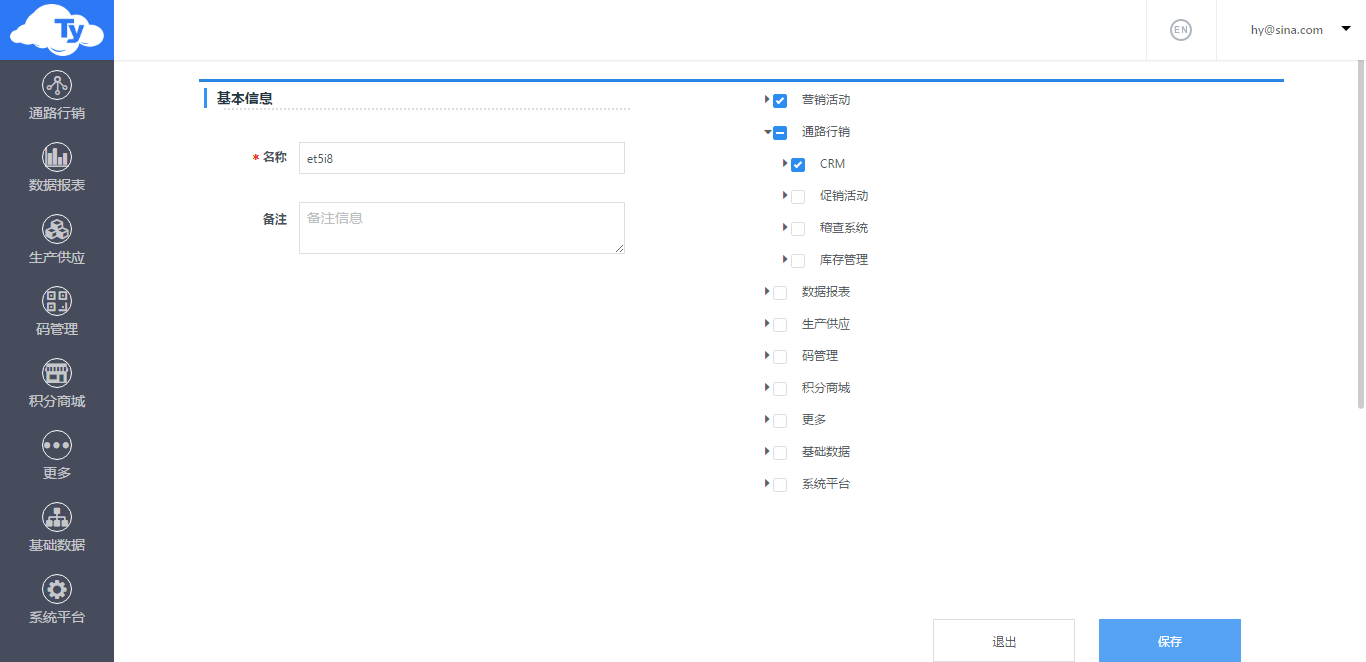 Ty
EN
hy@sina.com
通路行销
数据报表
生产供应
码管理
积分商城
更多
基础数据
系统平台
基本信息
* 名称
et5i8
备注
备注信息
营销活动
通路行销
CRM
促销活动
稽查系统
库存管理
数据报表
生产供应
码管理
积分商城
更多
基础数据
系统平台
退出
保存